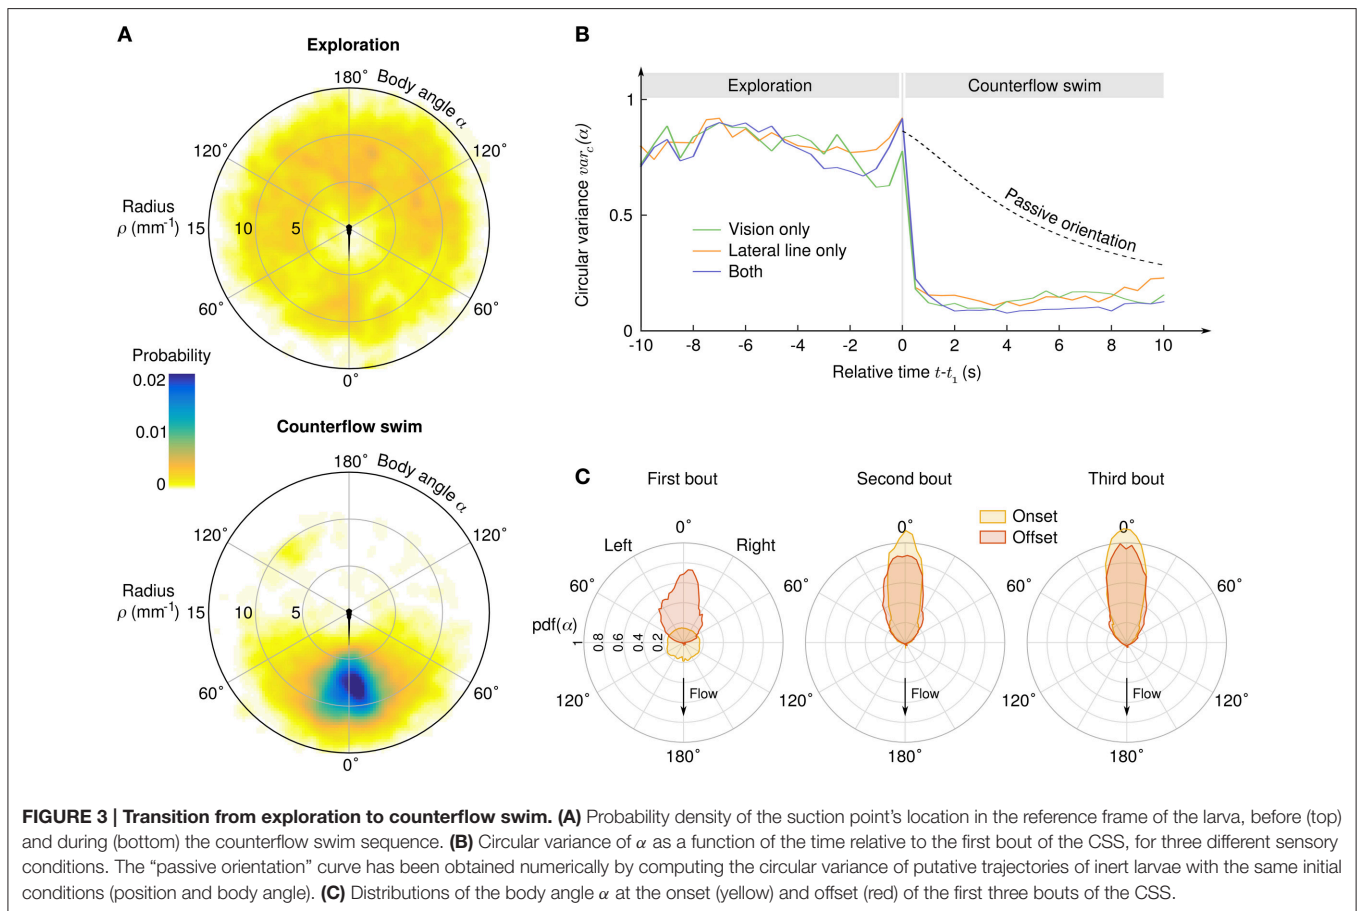 A
Exploration
180°
Body angle α
120°
120°
Radius
ρ (mm⁻¹)
15
10
5
60°
60°
0°
Probability
0.02
0.01
0
Counterflow swim
180°
Body angle α
120°
120°
Radius
ρ (mm⁻¹)
15
10
5
60°
60°
0°
B
Exploration
Counterflow swim
Circular variance var_c(α)
1
0.5
0
Passive orientation
Vision only
Lateral line only
Both
-10 -8 -6 -4 -2 0 2 4 6 8 10
Relative time t-t₁ (s)
C
First bout
Second bout
Third bout
Onset
Offset
0°
Left
Right
60°
pdf(α)
1 0.8 0.6 0.4 0.2
120°
Flow
180°
0°
60°
60°
120°
120°
Flow
180°
0°
60°
120°
Flow
180°
FIGURE 3 | Transition from exploration to counterflow swim. (A) Probability density of the suction point's location in the reference frame of the larva, before (top)
and during (bottom) the counterflow swim sequence. (B) Circular variance of α as a function of the time relative to the first bout of the CSS, for three different sensory
conditions. The "passive orientation" curve has been obtained numerically by computing the circular variance of putative trajectories of inert larvae with the same initial
conditions (position and body angle). (C) Distributions of the body angle α at the onset (yellow) and offset (red) of the first three bouts of the CSS.